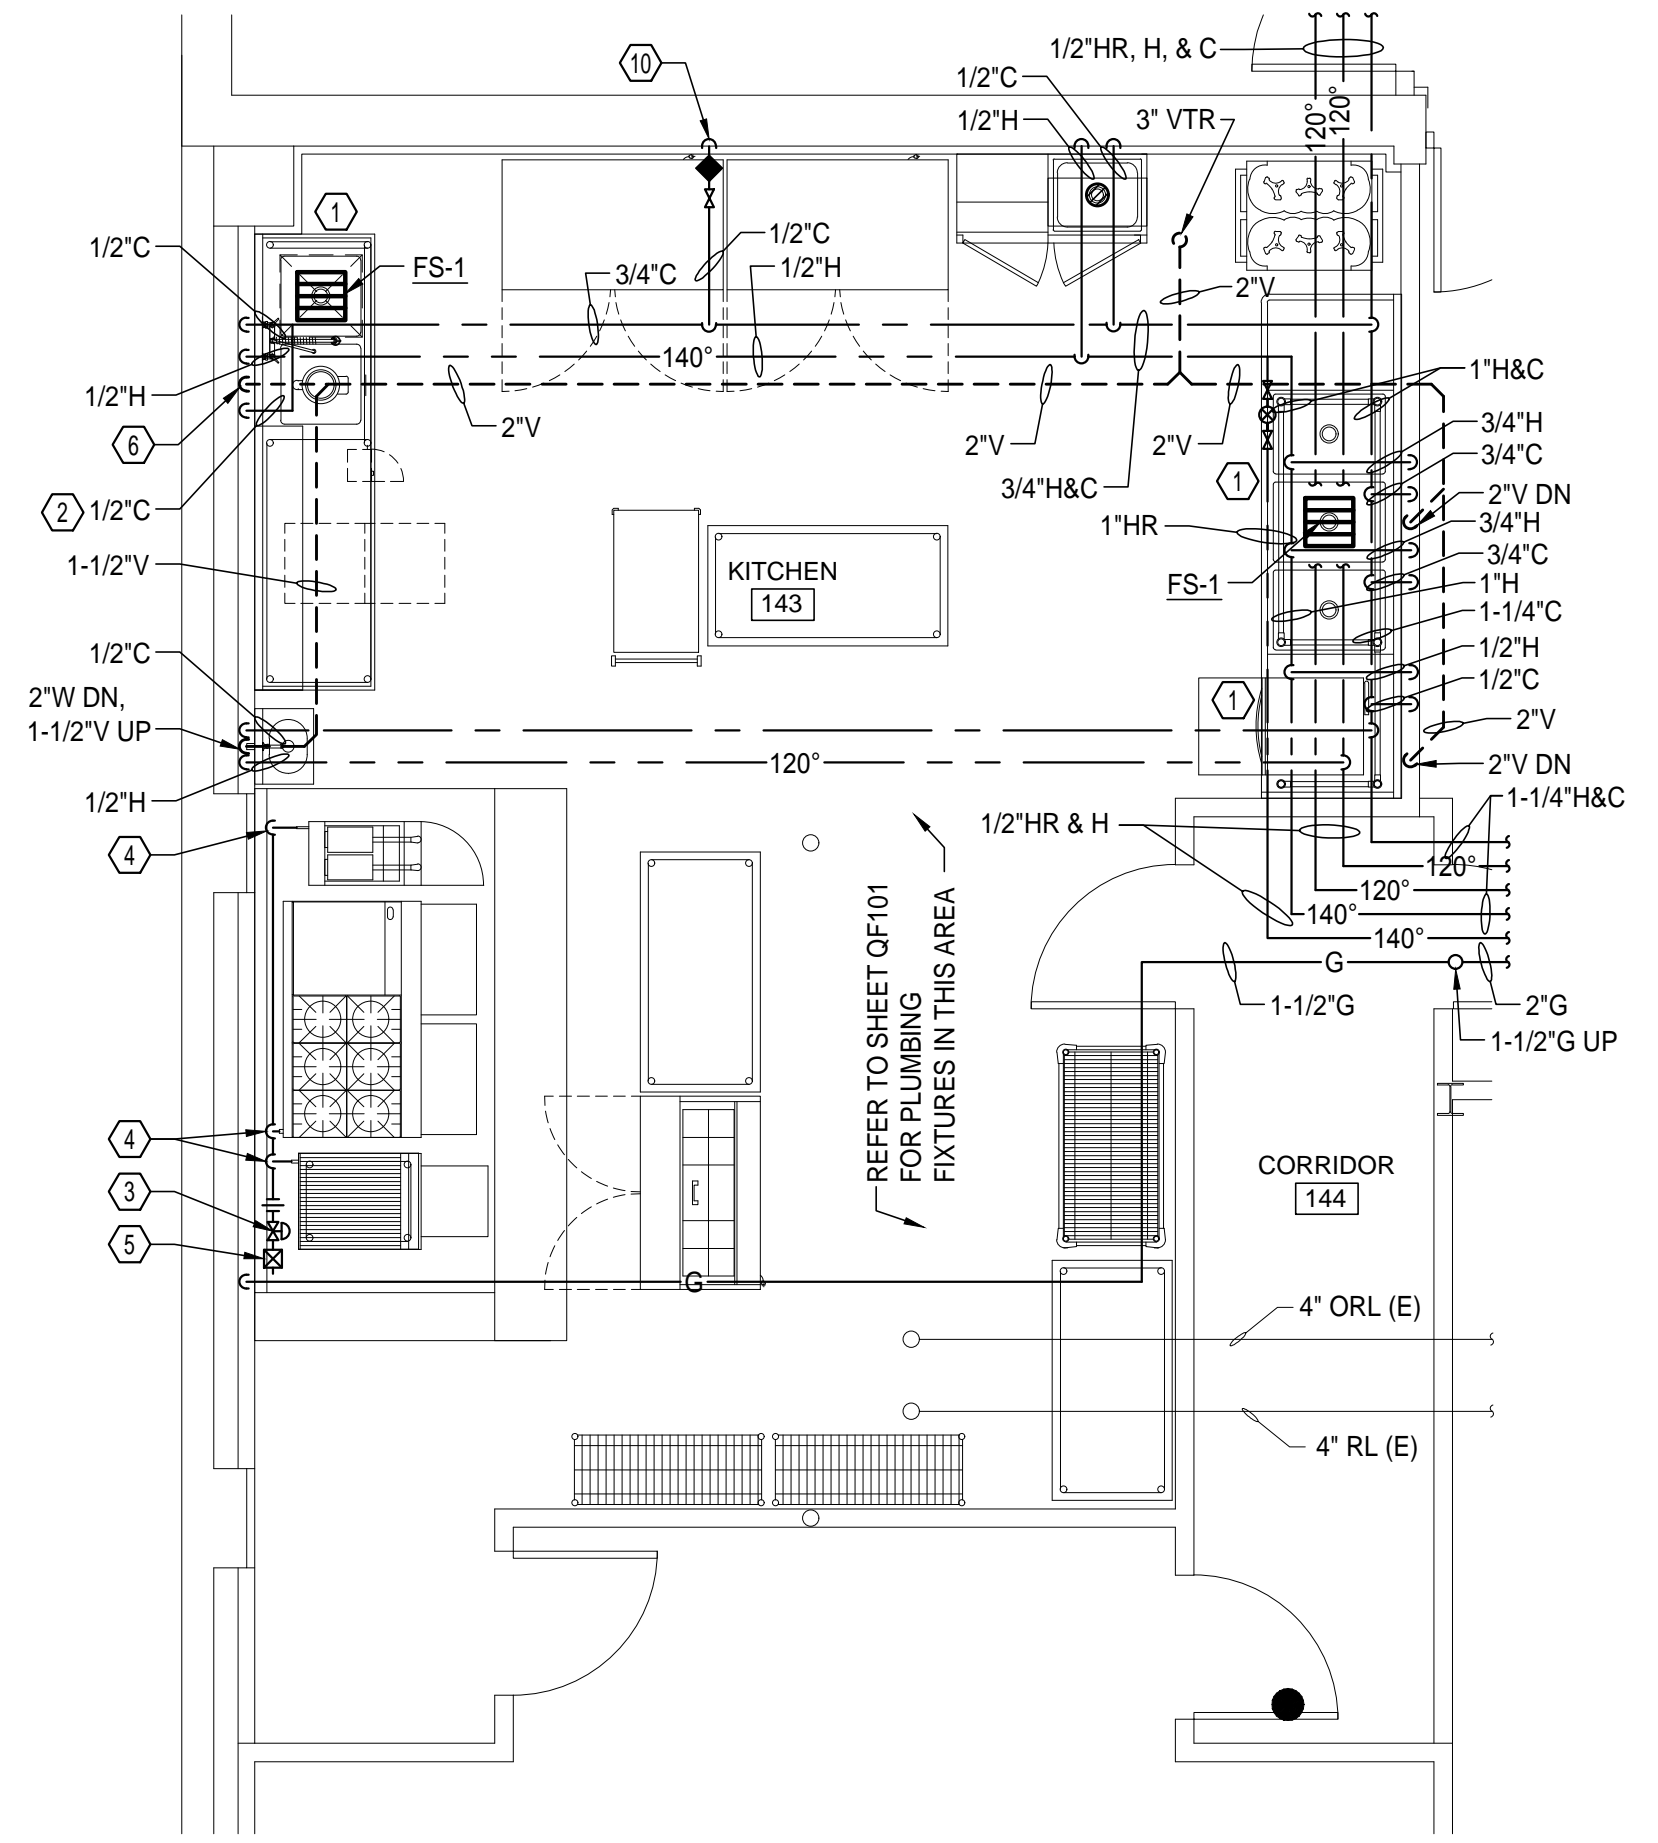 1/2"HR, H, & C
10
1/2"C
1/2"H
3" VTR
120°
120°
1
1/2"C
FS-1
1/2"C
3/4"C
1/2"H
2"V
140°
1/2"H
6
2"V
2"V
2"V
1"H&C
3/4"H
3/4"C
1
3/4"H&C
2"V DN
2
1/2"C
1"HR
3/4"H
3/4"C
1-1/2"V
KITCHEN
143
FS-1
1"H
1-1/4"C
1/2"C
1/2"H
1/2"C
2"W DN,
1-1/2"V UP
1
2"V
120°
2"V DN
1/2"H
1-1/4"H&C
1/2"HR & H
4
120°
120°
140°
140°
REFER TO SHEET QF101
FOR PLUMBING
FIXTURES IN THIS AREA
G
1-1/2"G
2"G
1-1/2"G UP
4
3
5
CORRIDOR
144
G
4" ORL (E)
4" RL (E)